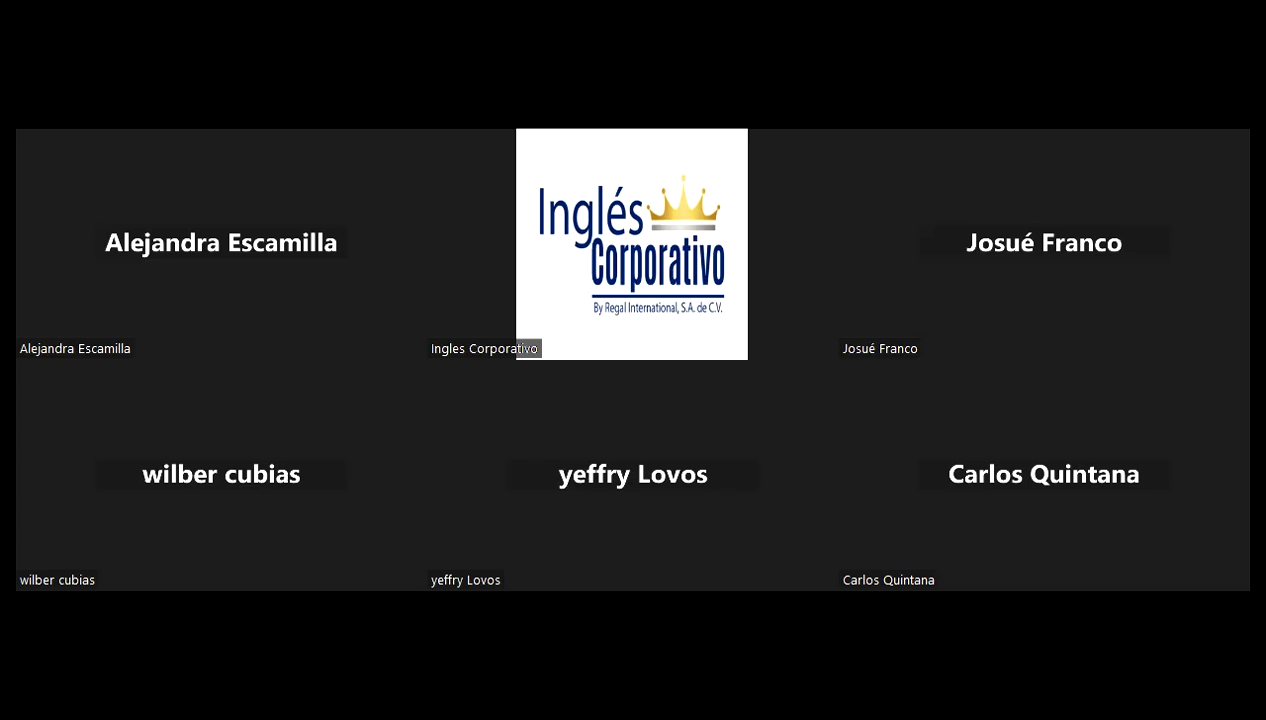 Alejandra Escamilla
Alejandra Escamilla
Inglés
Corporativo
By Regal International, S.A. de C.V.
Ingles Corporativo
Josué Franco
Josué Franco
wilber cubias
wilber cubias
yeffry Lovos
yeffry Lovos
Carlos Quintana
Carlos Quintana